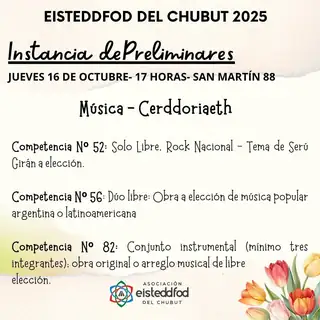 EISTEDDFOD DEL CHUBUT 2025
Instancia dePreliminares
JUEVES 16 DE OCTUBRE- 17 HORAS- SAN MARTÍN 88
Música - Cerddoriaeth
Competencia Nº 52: Solo Libre, Rock Nacional - Tema de Serú
Girán a elección.
Competencia Nº 56: Dúo libre: Obra a elección de música popular
argentina o latinoamericana
Competencia Nº 82: Conjunto instrumental (mínimo tres
integrantes); obra original o arreglo musical de libre
elección.
ASOCIACIÓN
eisteddfod
DEL CHUBUT